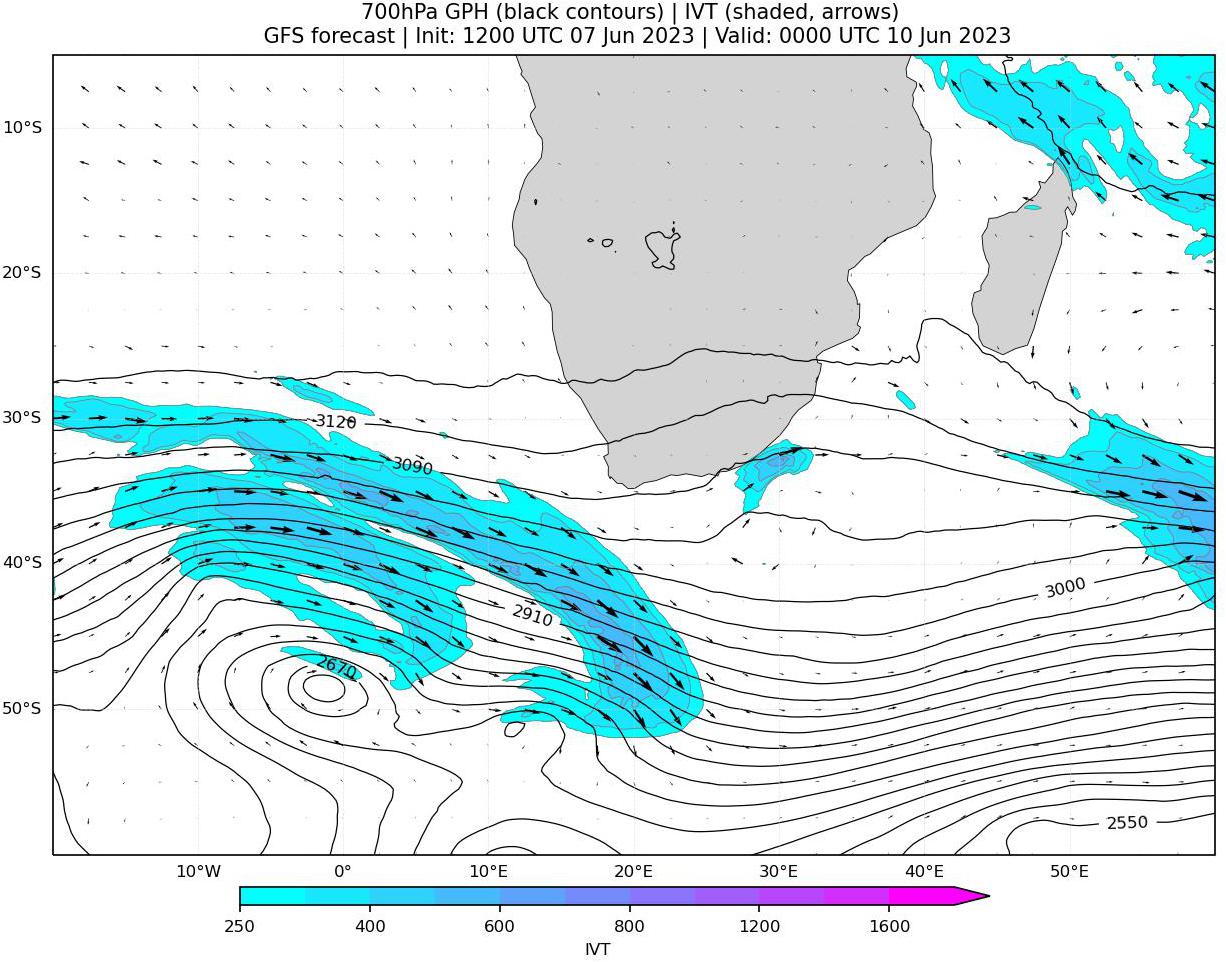 700hPa GPH (black contours) | IVT (shaded, arrows)
GFS forecast | Init: 1200 UTC 07 Jun 2023 | Valid: 0000 UTC 10 Jun 2023
10°S
20°S
30°S
3120
3090
40°S
3000
2910
2670
50°S
2550
10°W 0° 10°E 20°E 30°E 40°E 50°E
250 400 600 800 1200 1600
IVT